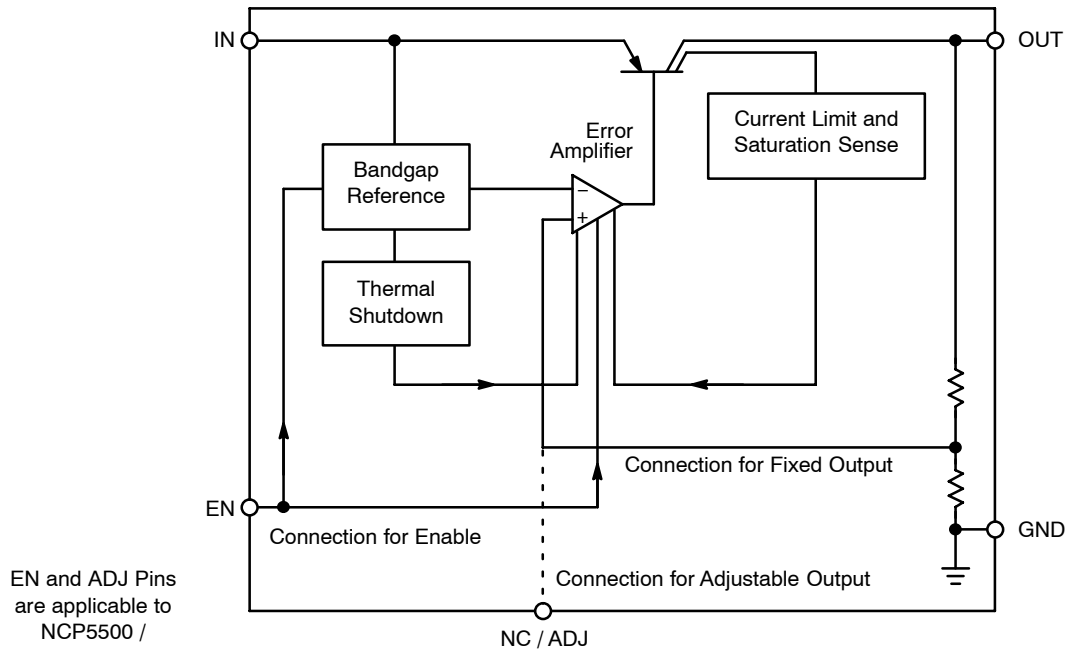 IN
OUT
Error
Amplifier
Current Limit and
Saturation Sense
Bandgap
Reference
−
+
Thermal
Shutdown
Connection for Fixed Output
EN
Connection for Enable
GND
EN and ADJ Pins
are applicable to
NCP5500 /
Connection for Adjustable Output
NC / ADJ